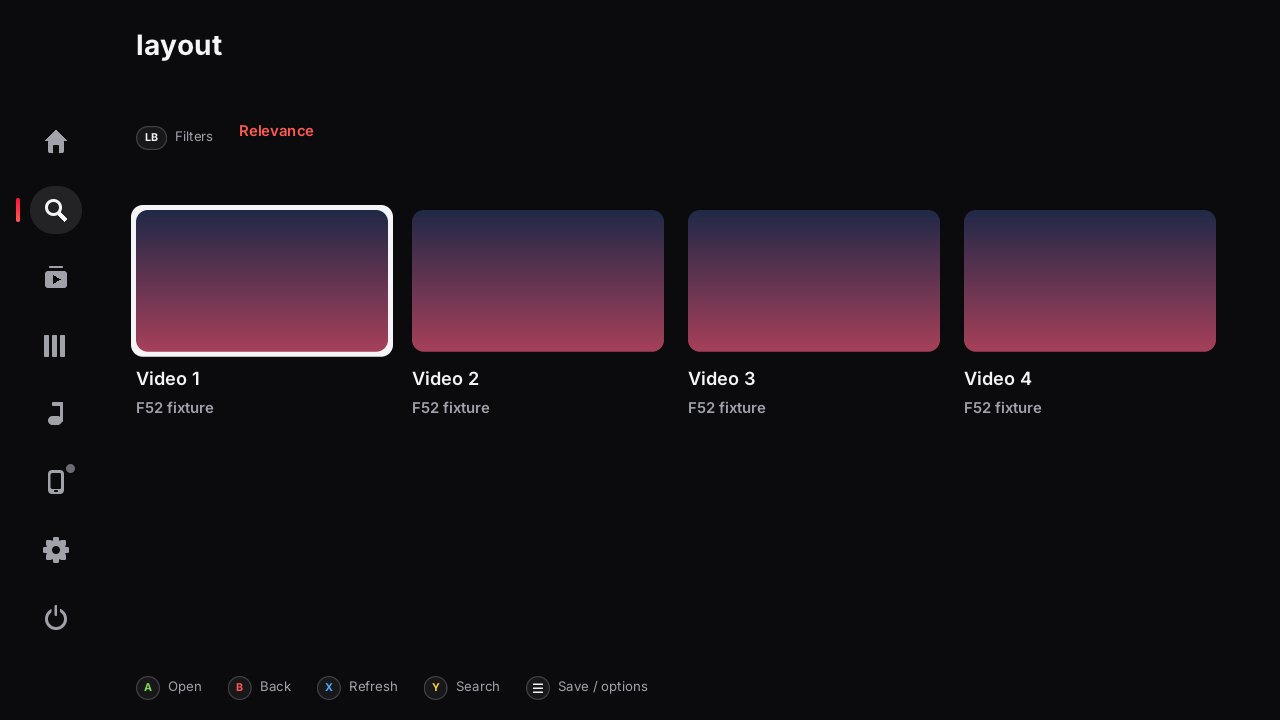 layout
LB Filters Relevance
Video 1 Video 2 Video 3 Video 4
F52 fixture F52 fixture F52 fixture F52 fixture
A Open B Back X Refresh Y Search Save / options